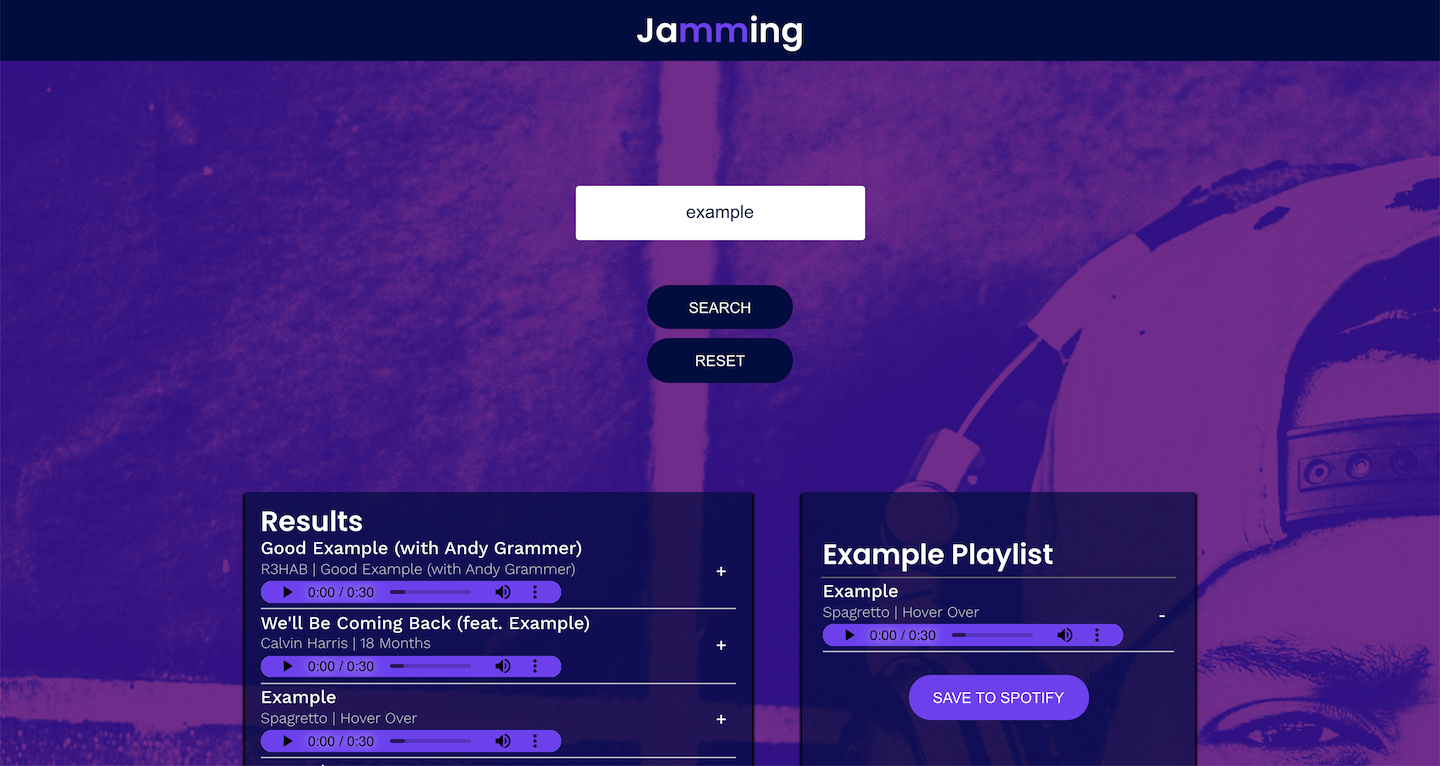 Jamming
example
SEARCH
RESET
Results
Good Example (with Andy Grammer)
R3HAB | Good Example (with Andy Grammer)
+
0:00 / 0:30
We'll Be Coming Back (feat. Example)
Calvin Harris | 18 Months
+
0:00 / 0:30
Example
Spagretto | Hover Over
+
0:00 / 0:30
Example Playlist
Example
Spagretto | Hover Over
-
0:00 / 0:30
SAVE TO SPOTIFY